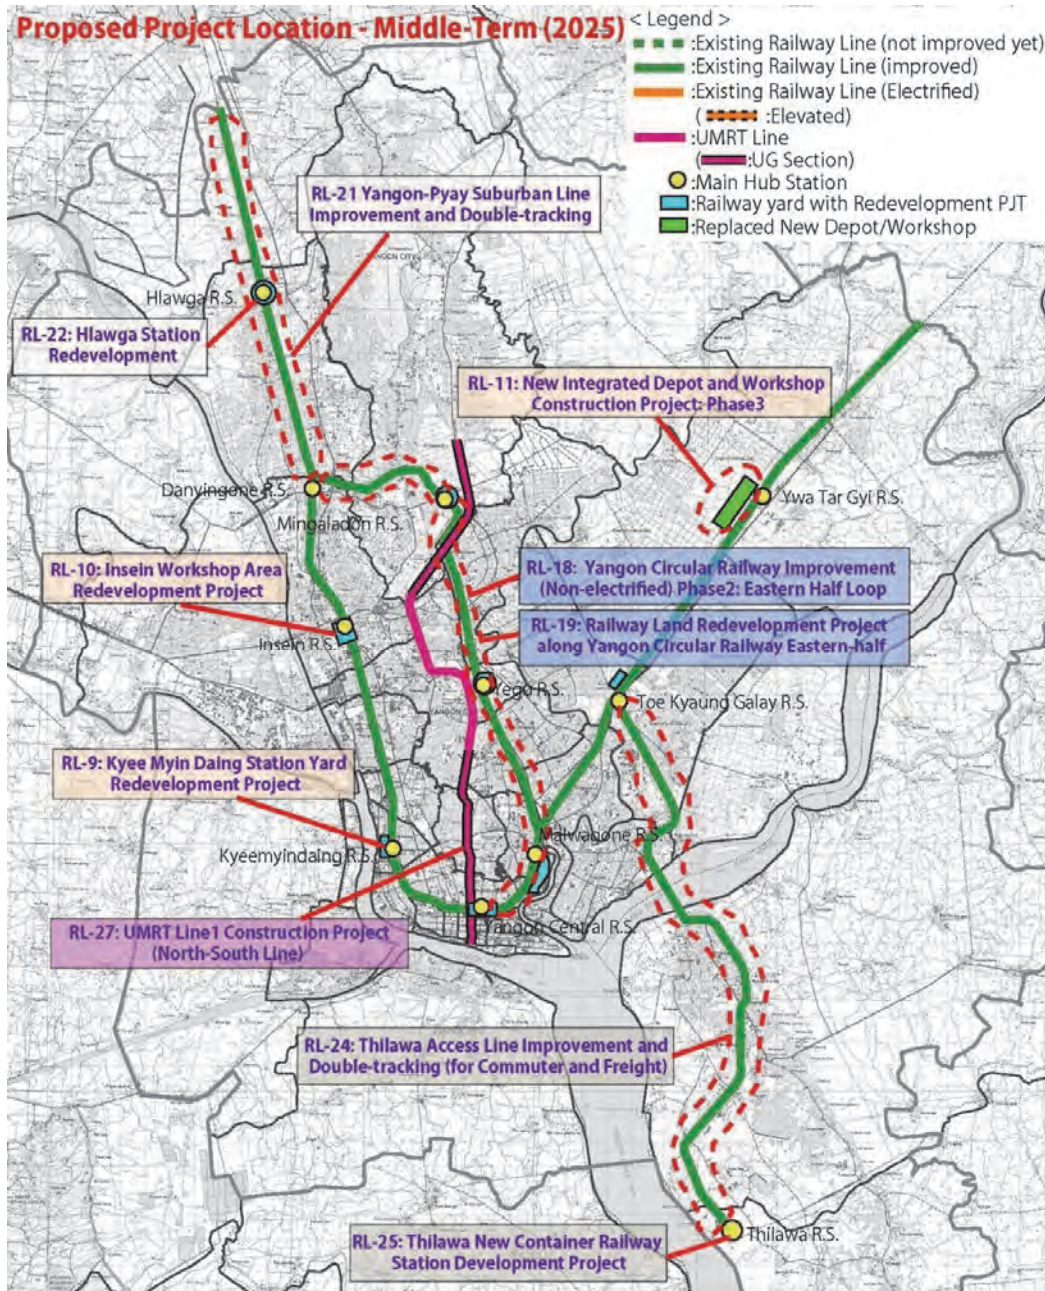 Proposed Project Location - Middle-Term (2025)
< Legend >
:Existing Railway Line (not improved yet)
:Existing Railway Line (improved)
:Existing Railway Line (Electrified)
( :Elevated)
:UMRT Line
( :UG Section)
:Main Hub Station
:Railway yard with Redevelopment PJT
:Replaced New Depot/Workshop
RL-21 Yangon-Pyay Suburban Line
Improvement and Double-tracking
Hlawga R.S.
RL-22: Hlawga Station
Redevelopment
RL-11: New Integrated Depot and Workshop
Construction Project: Phase3
Danyingone R.S.
Mingaladon R.S.
Ywa Tar Gyi R.S.
RL-10: Insein Workshop Area
Redevelopment Project
RL-18: Yangon Circular Railway Improvement
(Non-electrified) Phase2: Eastern Half Loop
Insein R.S.
RL-19: Railway Land Redevelopment Project
along Yangon Circular Railway Eastern-half
Yegu R.S.
Toe Kyaung Galay R.S.
RL-9: Kyee Myin Daing Station Yard
Redevelopment Project
Malwagone R.S.
Kyeemyindaing R.S.
Yangon Central R.S.
RL-27: UMRT Line1 Construction Project
(North-South Line)
RL-24: Thilawa Access Line Improvement and
Double-tracking (for Commuter and Freight)
Thilawa R.S.
RL-25: Thilawa New Container Railway
Station Development Project